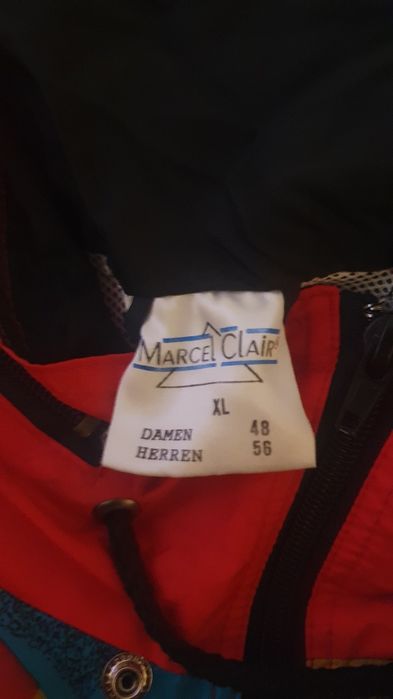 MARCEL CLAIR
XL
DAMEN 48
HERREN 56